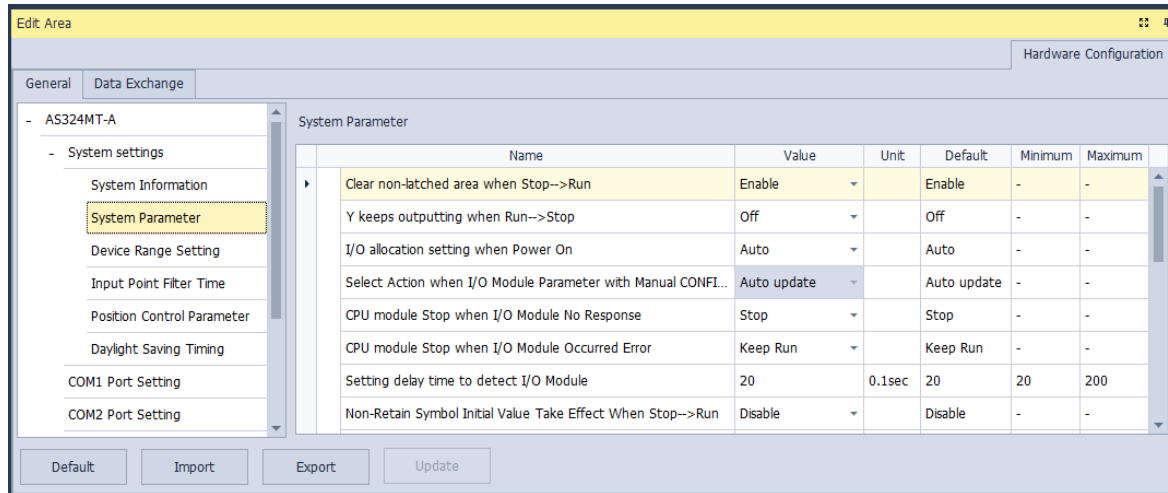 Edit Area
Hardware Configuration
General Data Exchange
- AS324MT-A
- System settings
System Information
System Parameter
Device Range Setting
Input Point Filter Time
Position Control Parameter
Daylight Saving Timing
COM1 Port Setting
COM2 Port Setting
System Parameter
Name Value Unit Default Minimum Maximum
Clear non-latched area when Stop-->Run Enable Enable - -
Y keeps outputting when Run-->Stop Off Off - -
I/O allocation setting when Power On Auto Auto - -
Select Action when I/O Module Parameter with Manual CONFI... Auto update Auto update - -
CPU module Stop when I/O Module No Response Stop Stop - -
CPU module Stop when I/O Module Occurred Error Keep Run Keep Run - -
Setting delay time to detect I/O Module 20 0.1sec 20 20 200
Non-Retain Symbol Initial Value Take Effect When Stop-->Run Disable Disable - -
Default Import Export Update